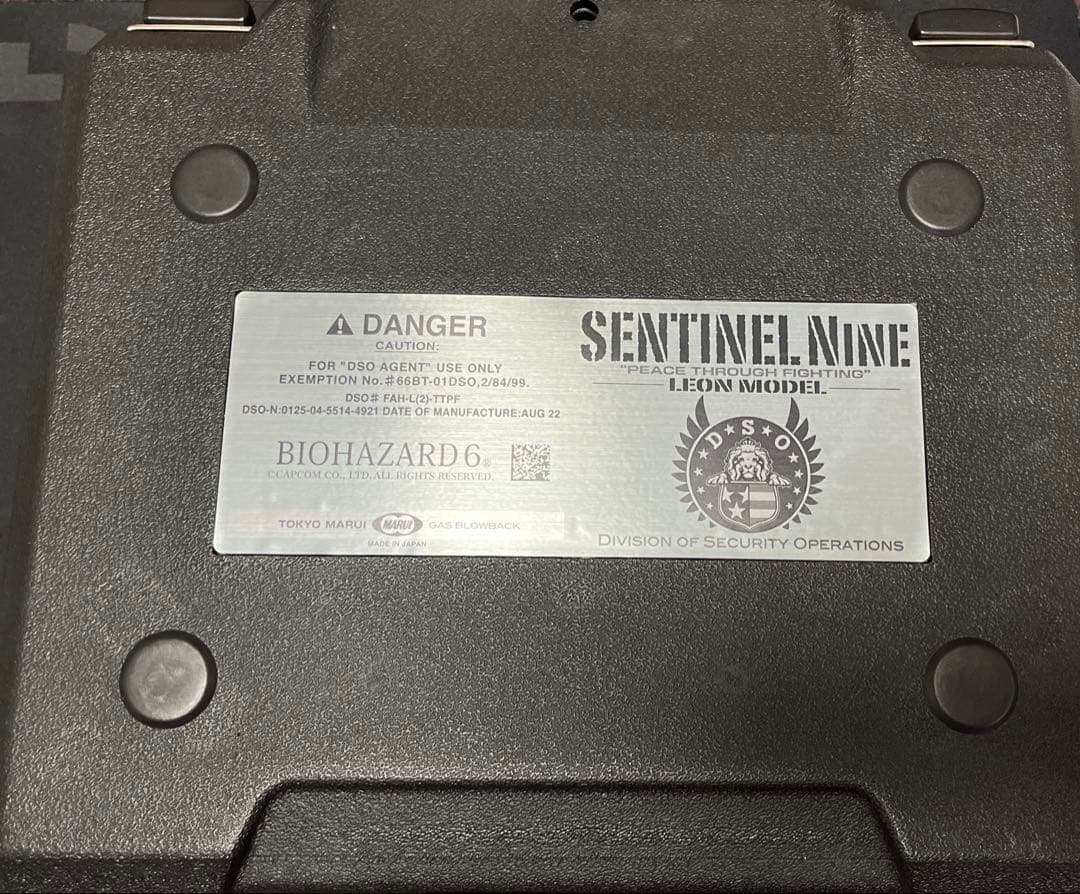 ⚠ DANGER
CAUTION:
FOR "DSO AGENT" USE ONLY
EXEMPTION No.#66BT-01DSO,2/84/99.
DSO# FAH-L(2)-TTPF
DSO-N:0125-04-5514-4921 DATE OF MANUFACTURE:AUG 22
BIOHAZARD 6®
©CAPCOM CO., LTD. ALL RIGHTS RESERVED.
TOKYO MARUI MARUI GAS BLOWBACK
MADE IN JAPAN
SENTINEL NINE
"PEACE THROUGH FIGHTING"
LEON MODEL
D★S★O
DIVISION OF SECURITY OPERATIONS